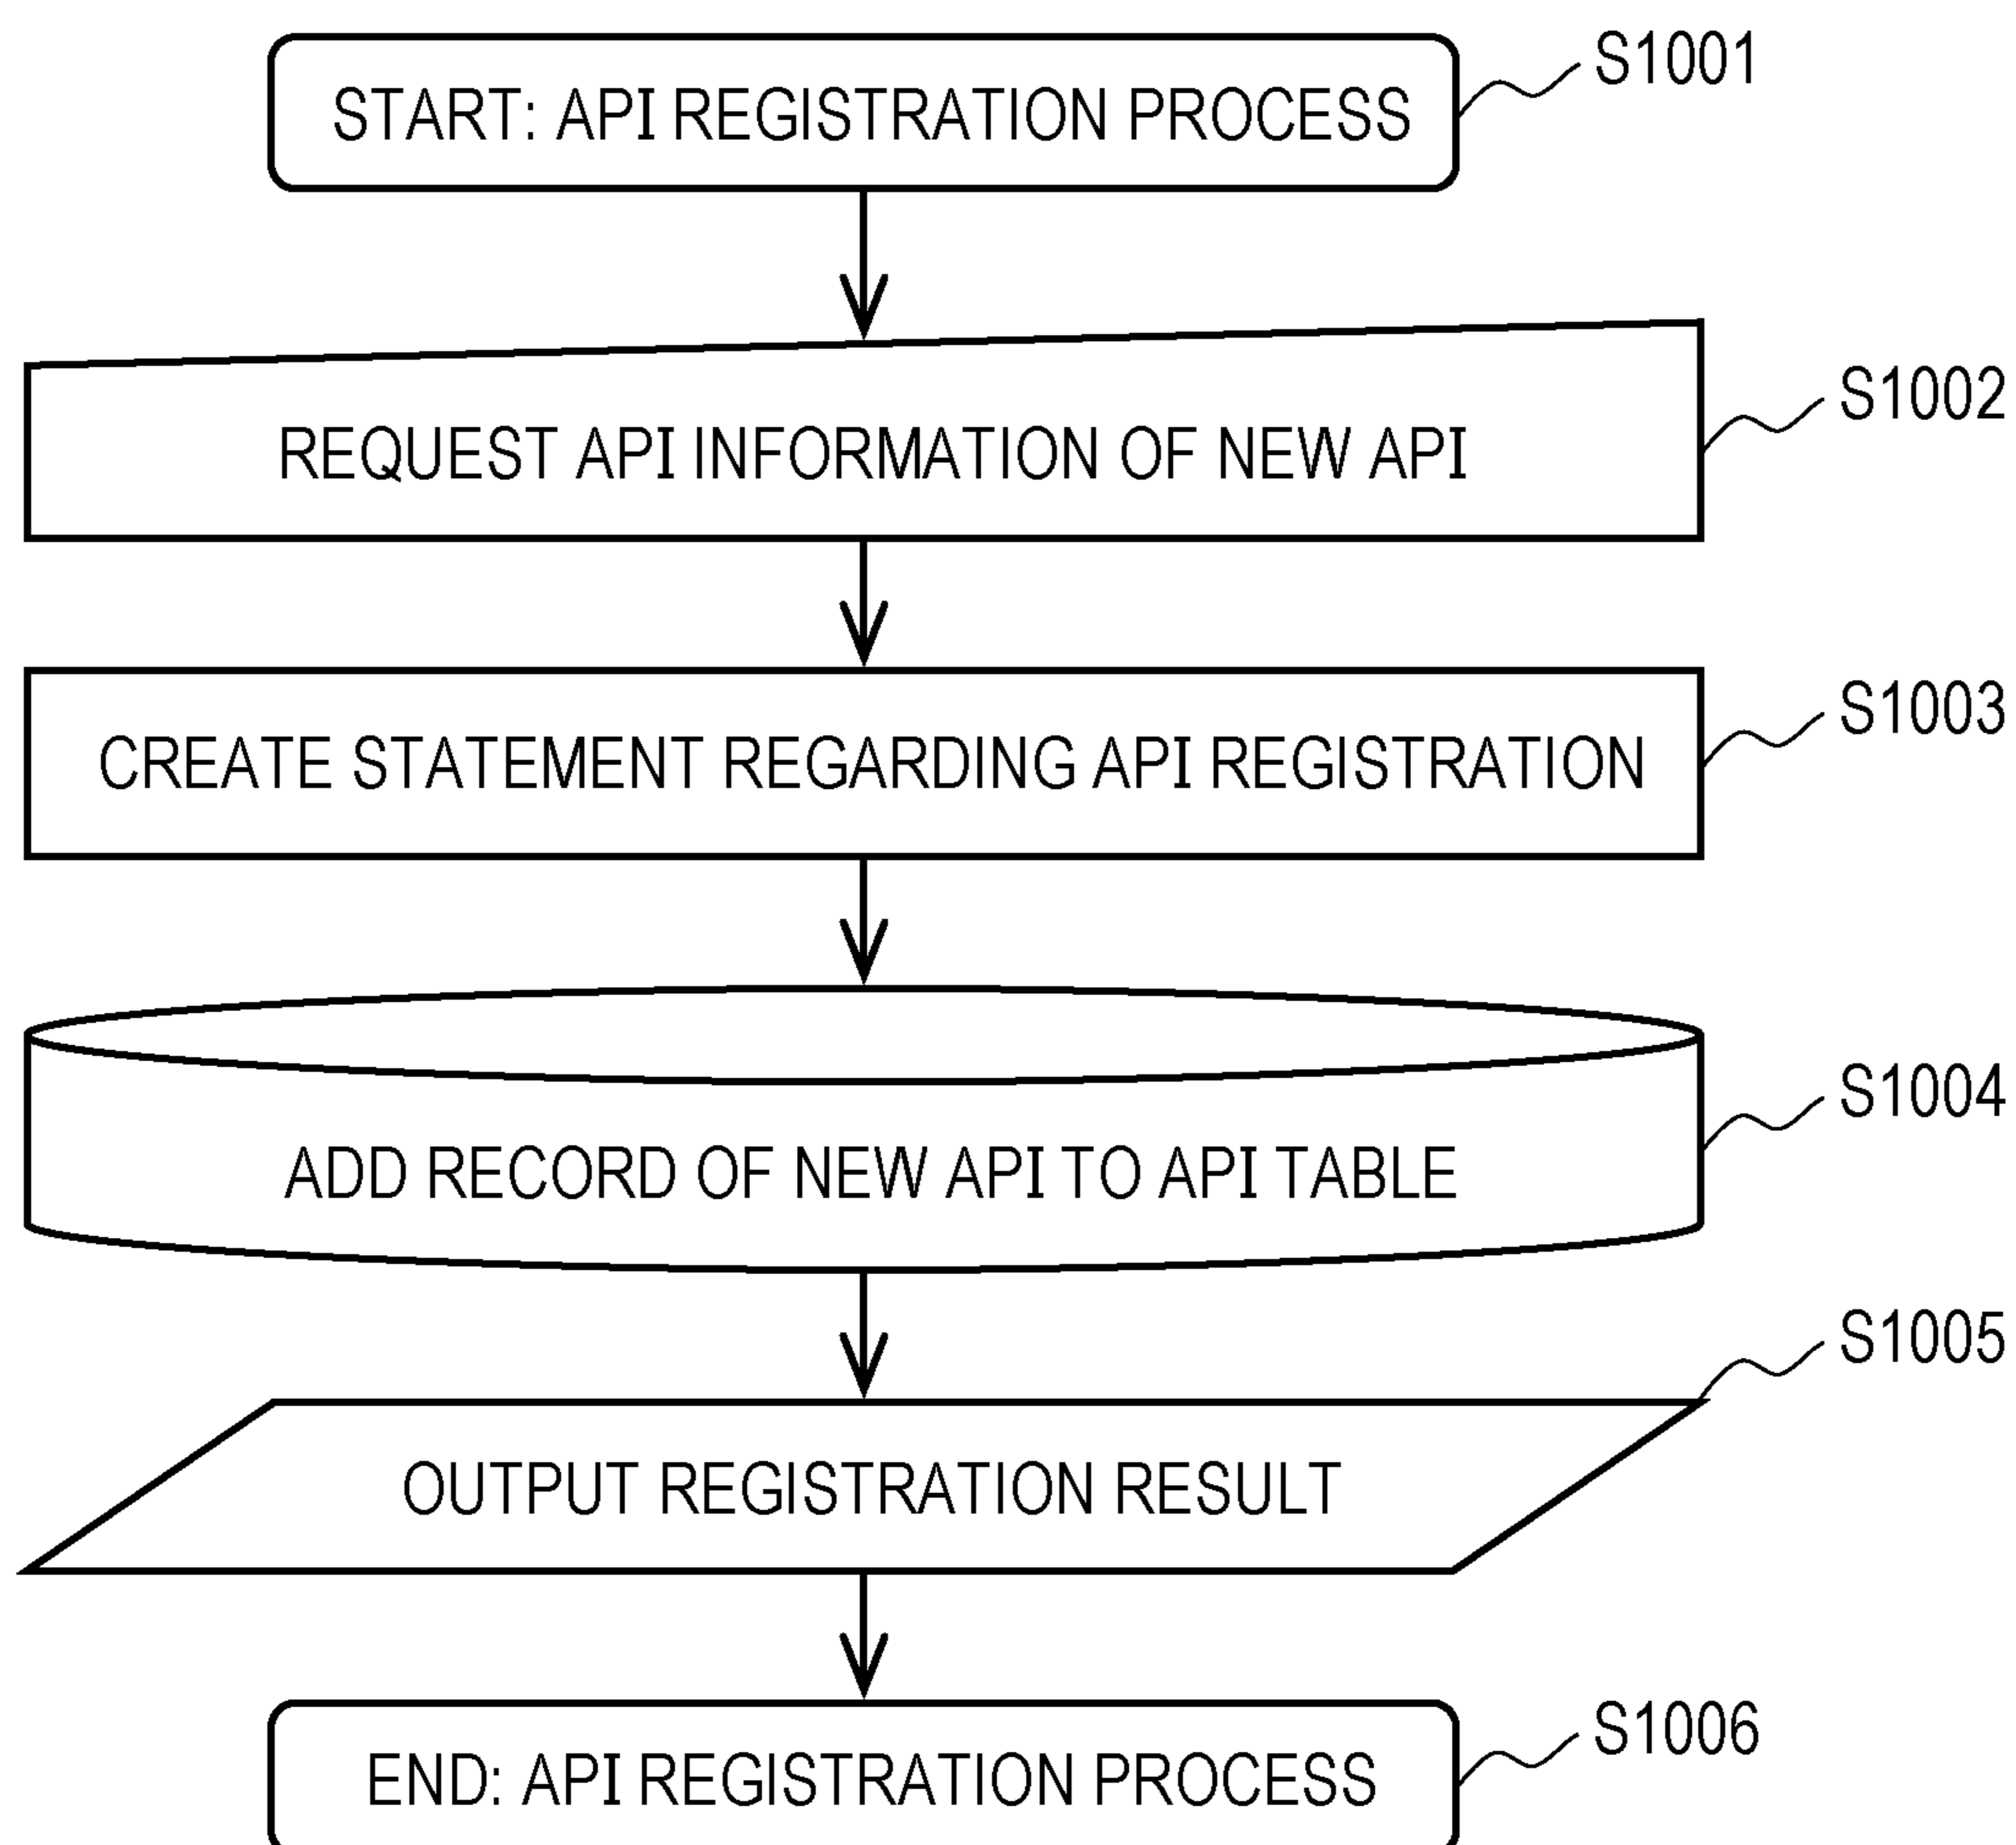 START: API REGISTRATION PROCESS
S1001
REQUEST API INFORMATION OF NEW API
S1002
CREATE STATEMENT REGARDING API REGISTRATION
S1003
ADD RECORD OF NEW API TO API TABLE
S1004
OUTPUT REGISTRATION RESULT
S1005
END: API REGISTRATION PROCESS
S1006